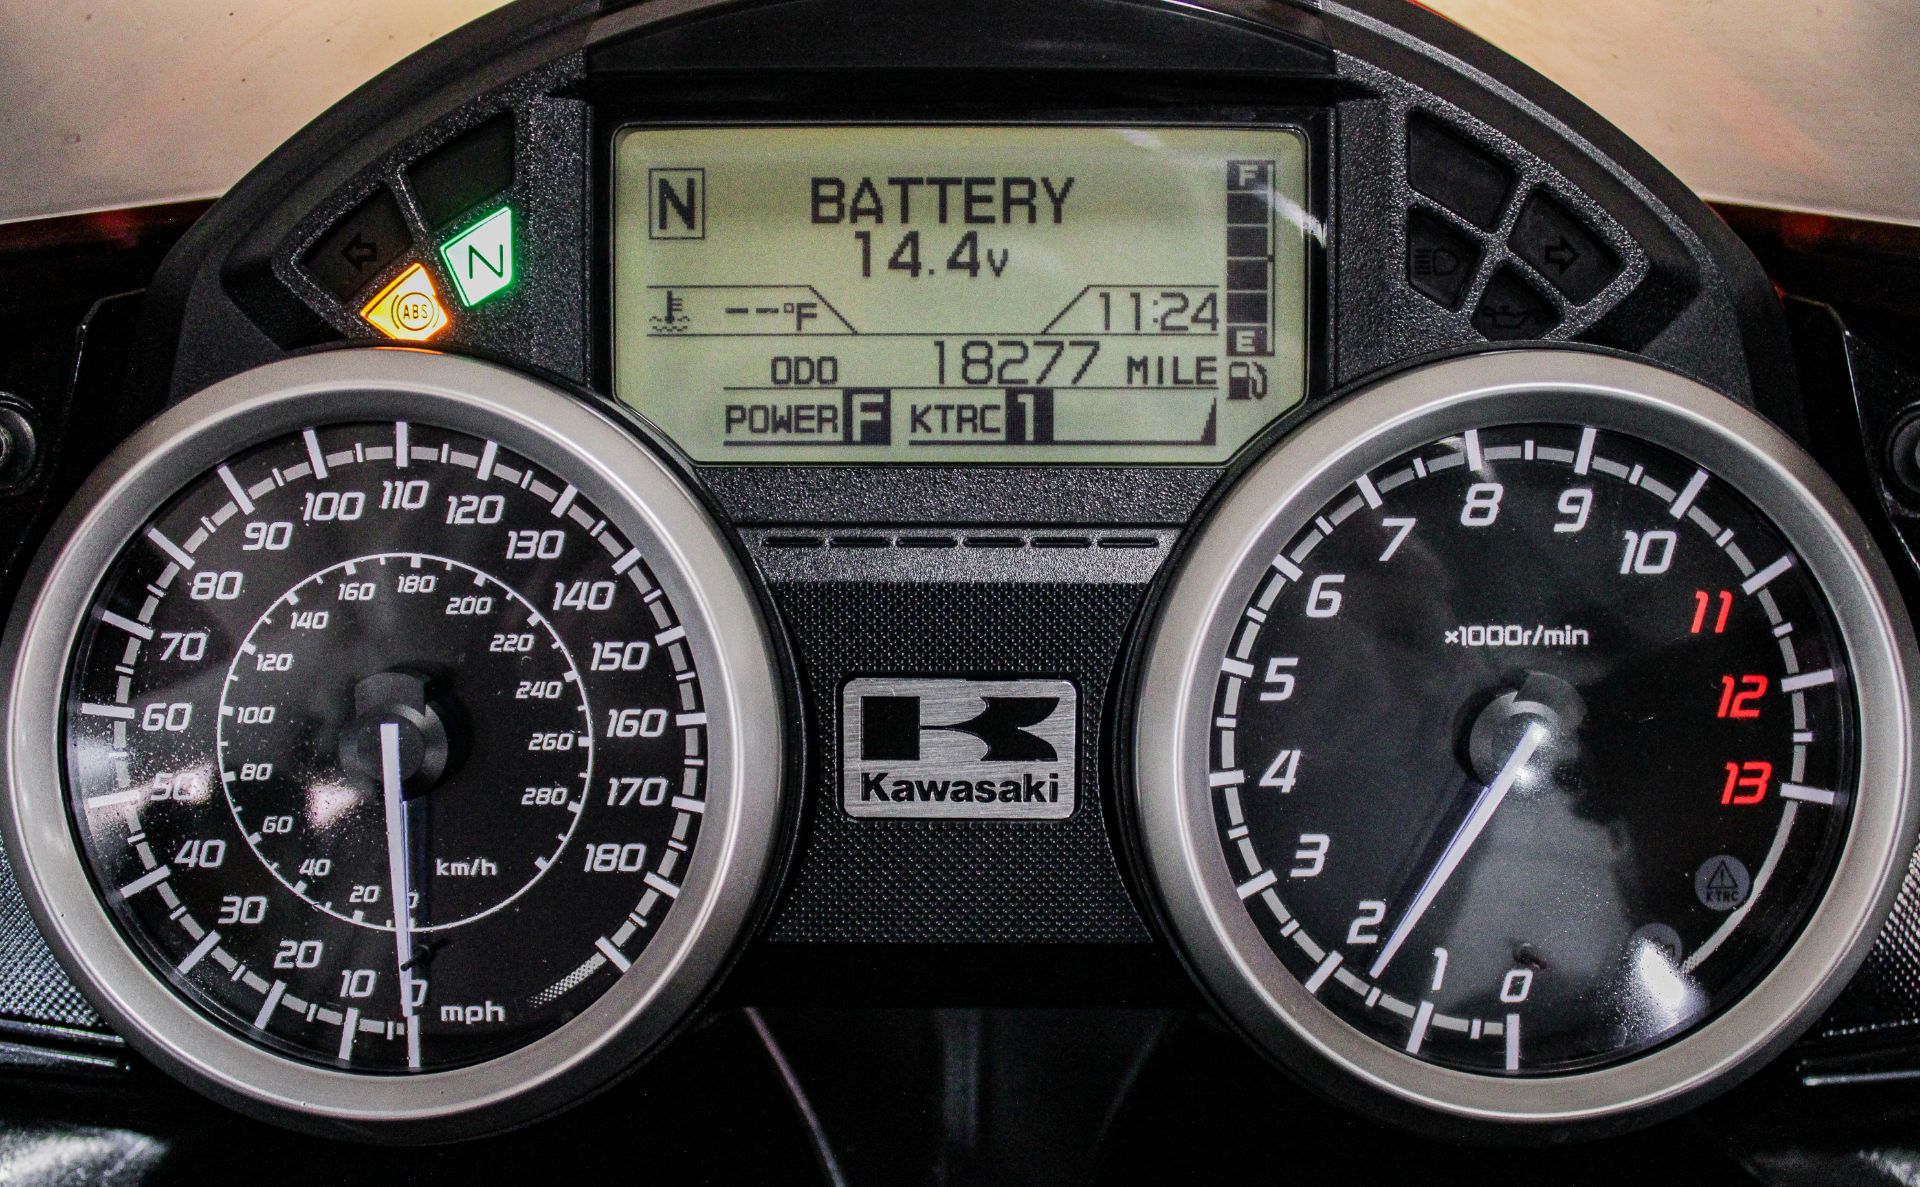 F
N BATTERY
14.4v
N
ABS
--°F 11:24
E
ODO 18277 MILE
POWER F KTRC 1
0 10 20 30 40 50 60 70 80 90 100 110 120 130 140 150 160 170 180
mph
0 20 40 60 80 100 120 140 160 180 200 220 240 260 280
km/h
Kawasaki
0 1 2 3 4 5 6 7 8 9 10 11 12 13
x1000r/min
KTRC